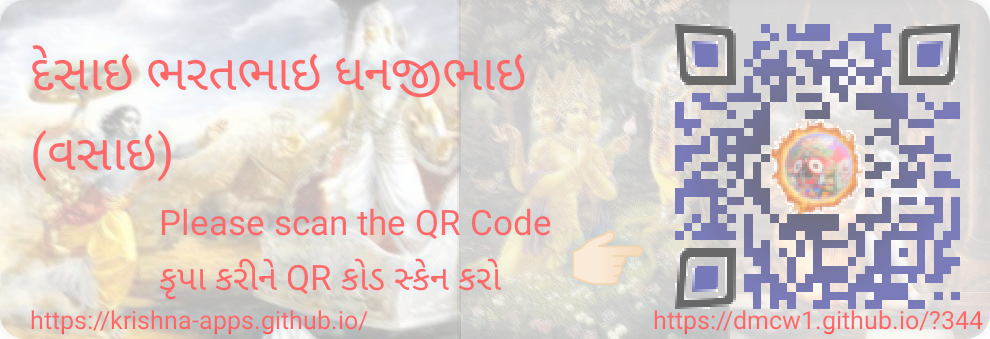 દેસાઇ ભરતભાઇ ધનજીભાઇ
(વસાઇ)
Please scan the QR Code
કૃપા કરીને QR કોડ સ્કેન કરો
https://krishna-apps.github.io/
https://dmcw1.github.io/?344